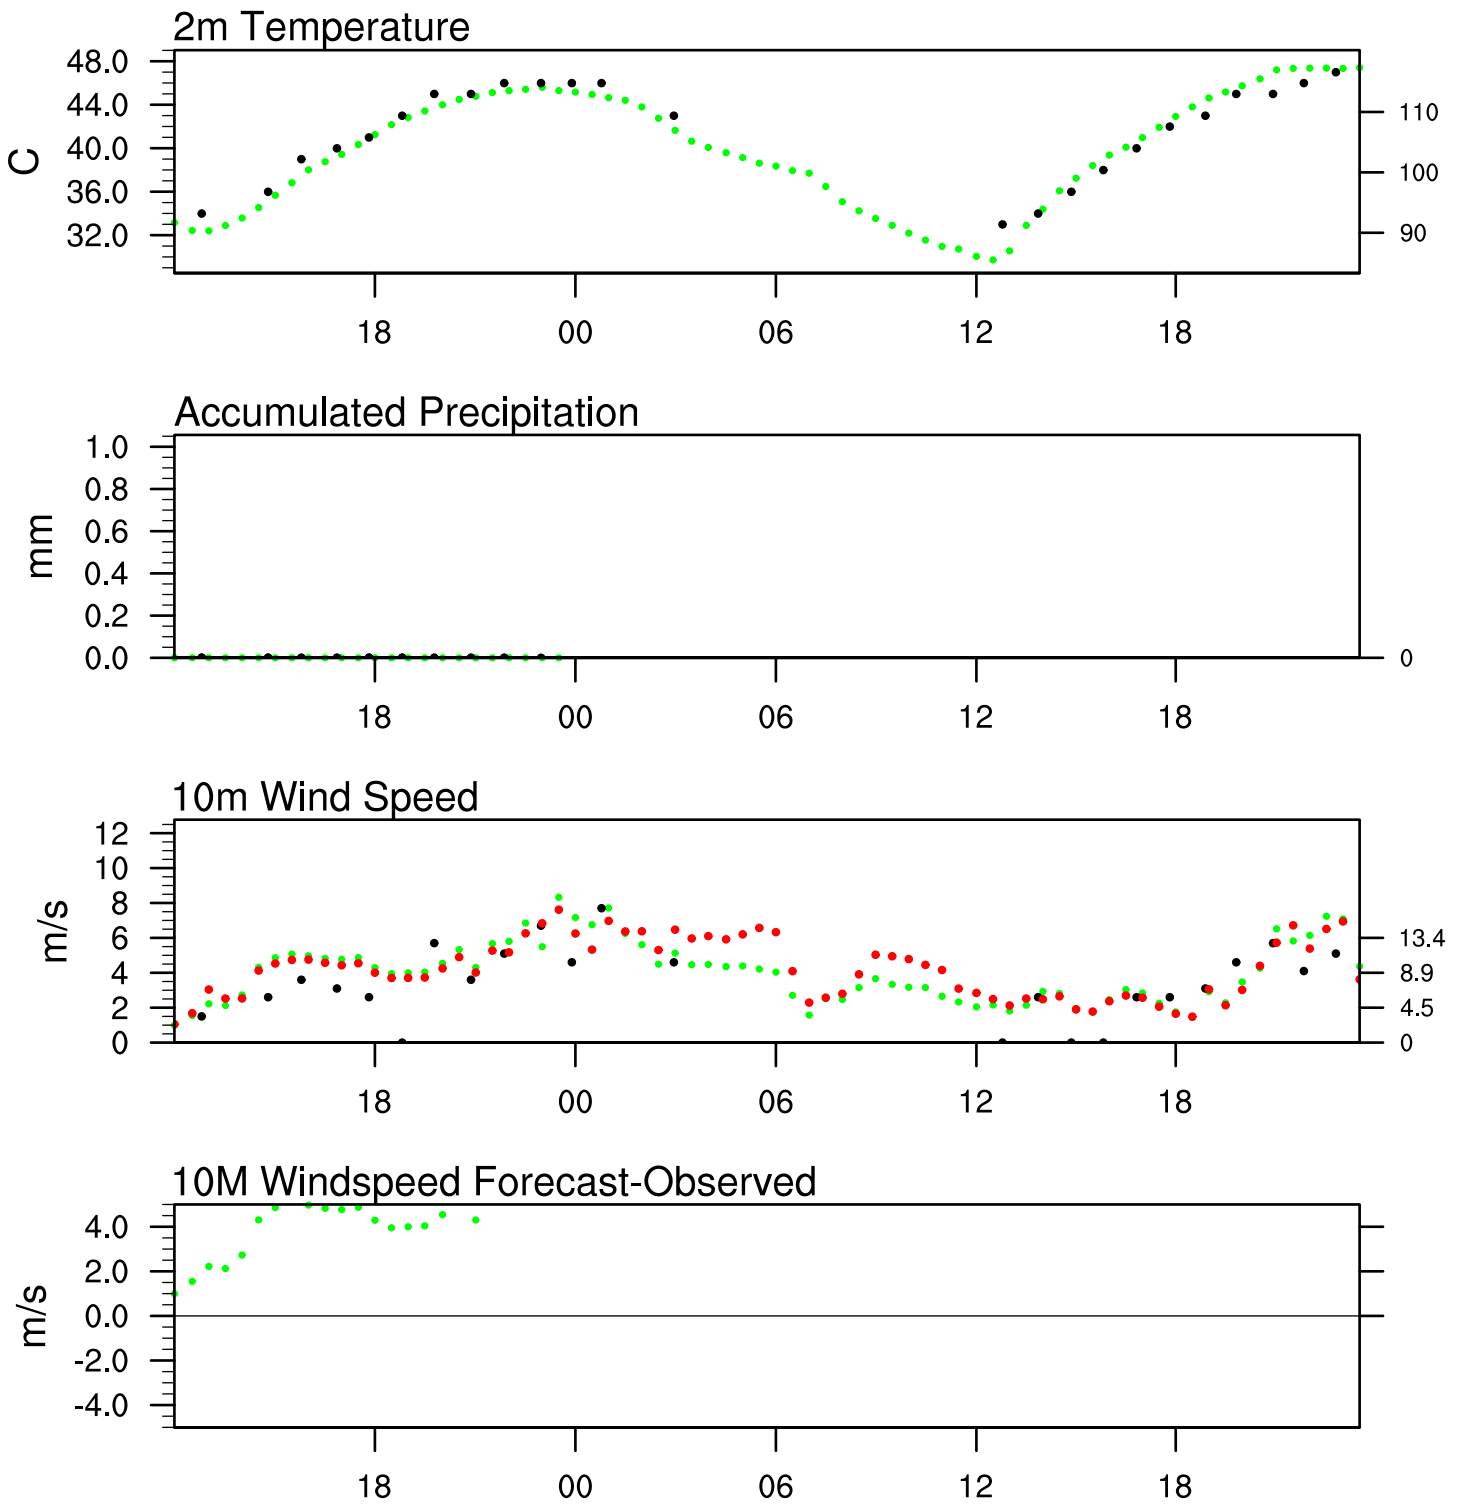 2m Temperature
48.0
44.0
40.0
36.0
32.0
C
110
100
90
18 00 06 12 18
Accumulated Precipitation
1.0
0.8
0.6
0.4
0.2
0.0
mm
0
18 00 06 12 18
10m Wind Speed
12
10
8
6
4
2
0
m/s
13.4
8.9
4.5
0
18 00 06 12 18
10M Windspeed Forecast-Observed
4.0
2.0
0.0
-2.0
-4.0
m/s
18 00 06 12 18